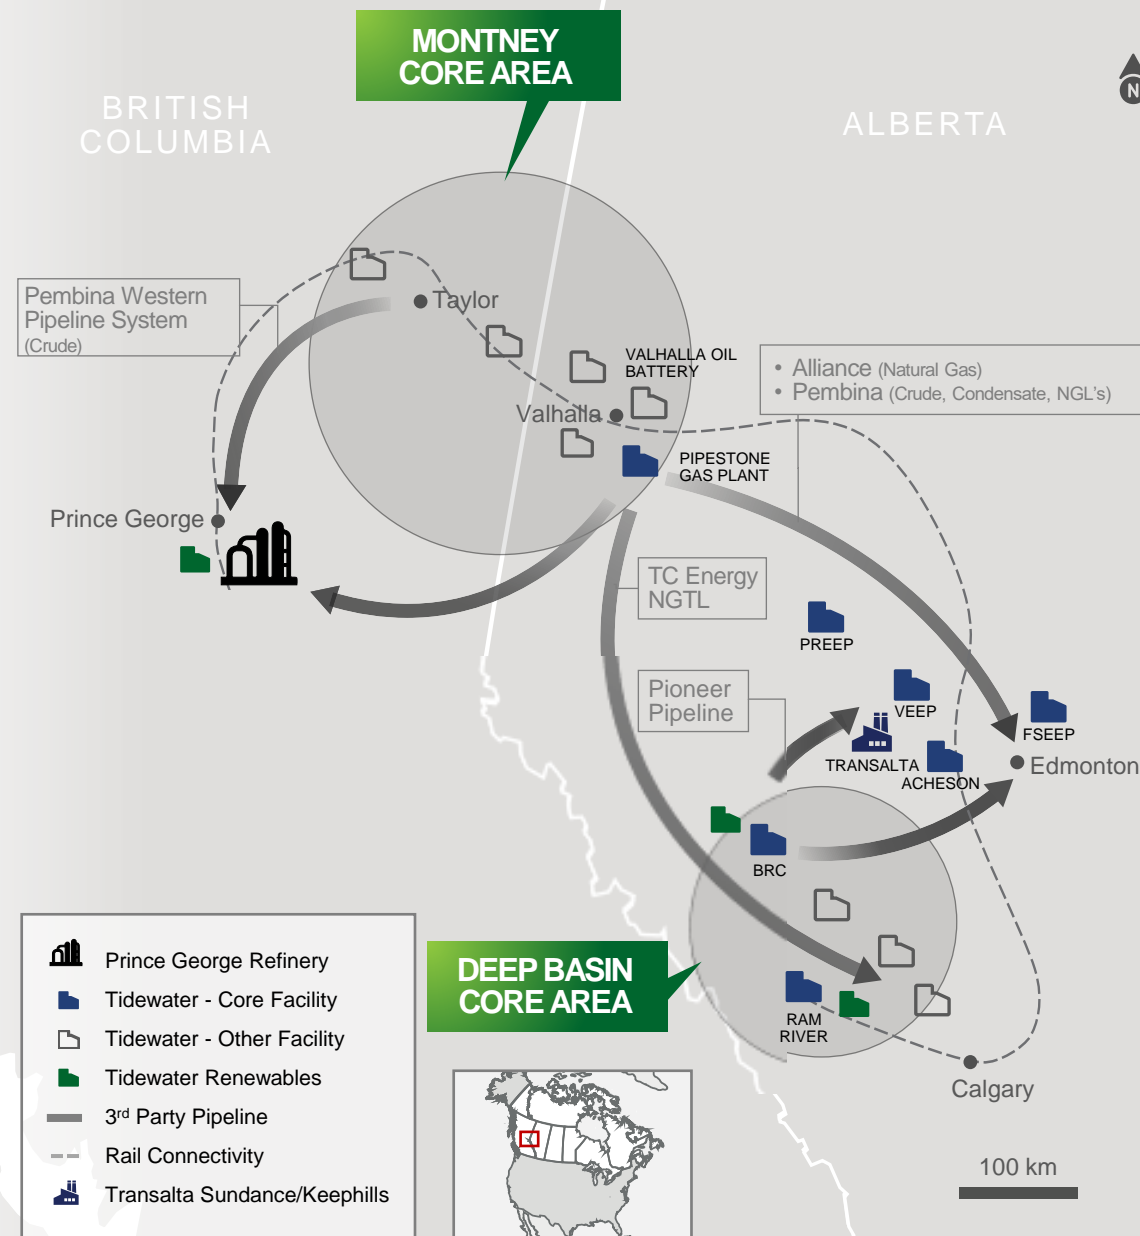 MONTNEY
CORE AREA
N
BRITISH
COLUMBIA
ALBERTA
Pembina Western
Pipeline System
(Crude)
Taylor
VALHALLA OIL
BATTERY
• Alliance (Natural Gas)
• Pembina (Crude, Condensate, NGL's)
Valhalla
PIPESTONE
GAS PLANT
Prince George
TC Energy
NGTL
PREEP
Pioneer
Pipeline
VEEP
FSEEP
TRANSALTA
Edmonton
ACHESON
BRC
DEEP BASIN
CORE AREA
RAM
RIVER
Calgary
100 km
Prince George Refinery
Tidewater - Core Facility
Tidewater - Other Facility
Tidewater Renewables
3rd Party Pipeline
Rail Connectivity
Transalta Sundance/Keephills